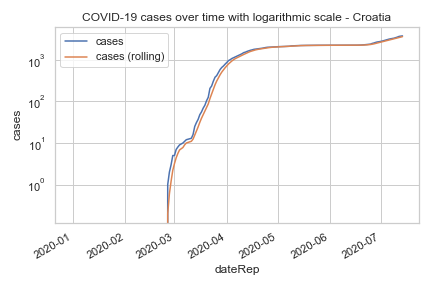 COVID-19 cases over time with logarithmic scale - Croatia
cases
cases (rolling)
10³
10²
10¹
10⁰
cases
2020-01
2020-02
2020-03
2020-04
2020-05
2020-06
2020-07
dateRep